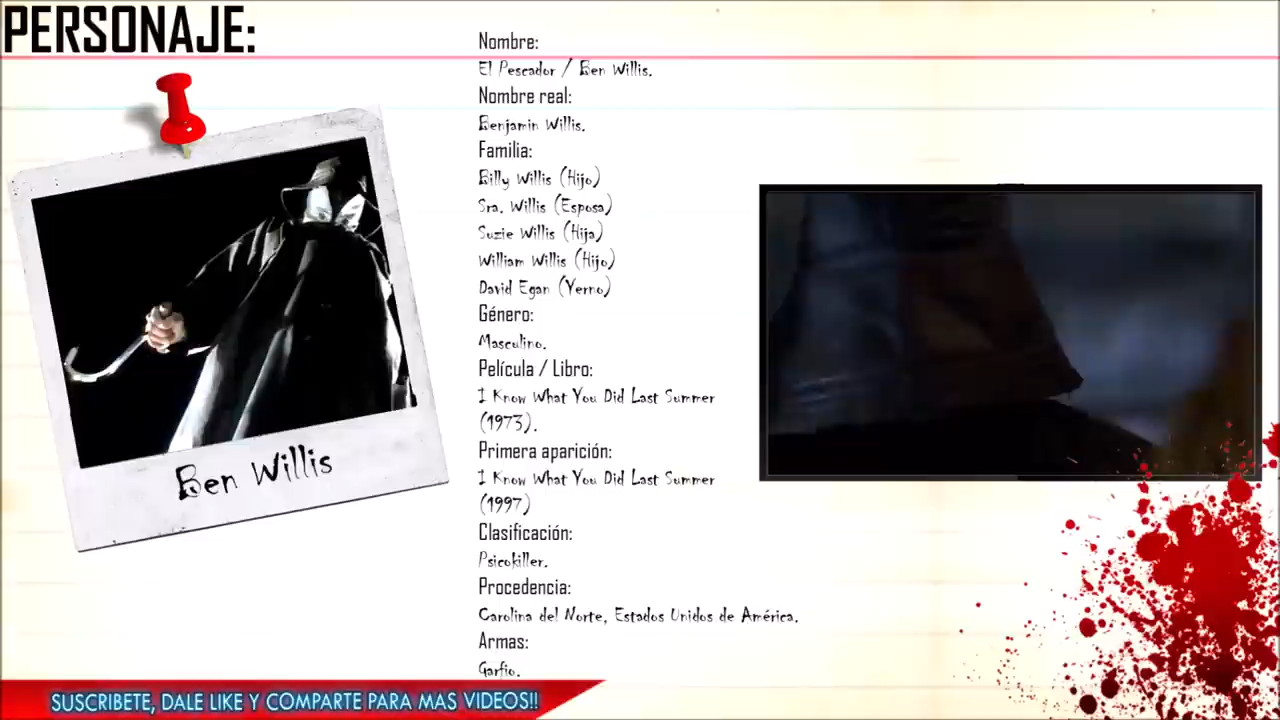 PERSONAJE:
Ben Willis
Nombre:
El Pescador / Ben Willis.
Nombre real:
Benjamin Willis.
Familia:
Billy Willis (Hijo)
Sra. Willis (Esposa)
Suzie Willis (Hija)
William Willis (Hijo)
David Egan (Yerno)
Género:
Masculino.
Película / Libro:
I Know What You Did Last Summer
(1973).
Primera aparición:
I Know What You Did Last Summer
(1997)
Clasificación:
Psicokiller.
Procedencia:
Carolina del Norte, Estados Unidos de América.
Armas:
Garfio.
SUSCRIBETE, DALE LIKE Y COMPARTE PARA MAS VIDEOS!!